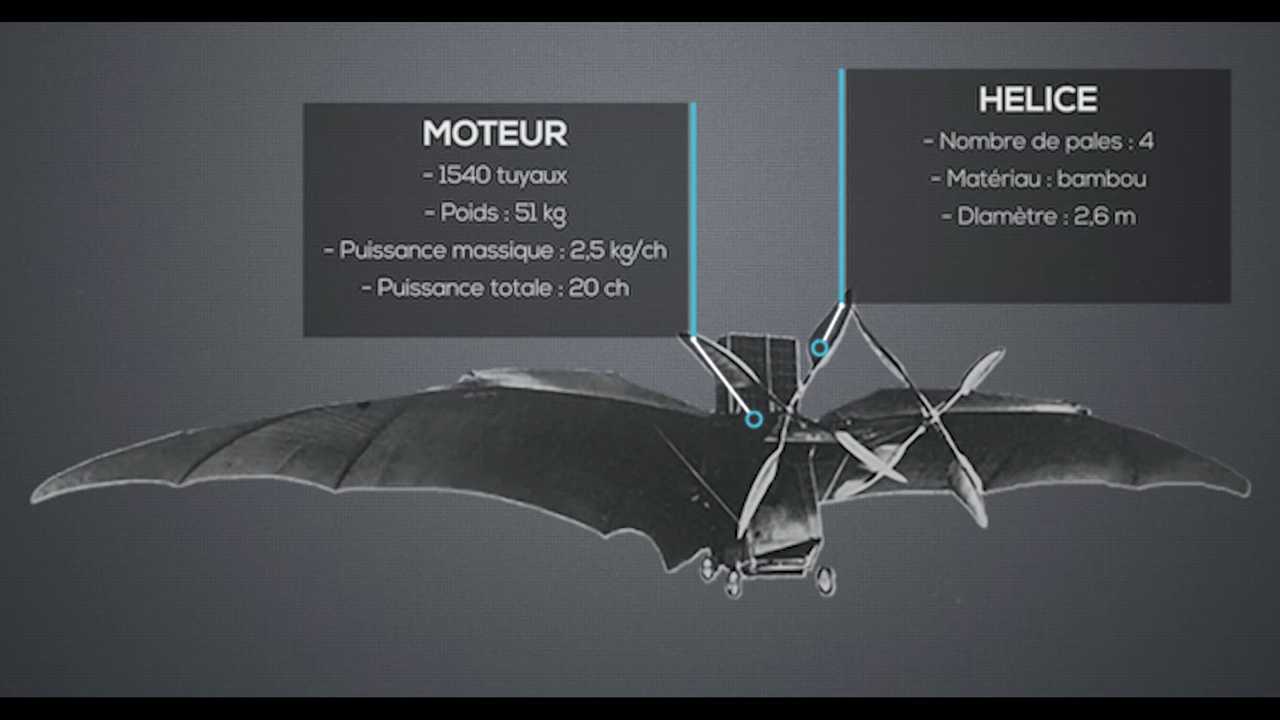 MOTEUR
- 1540 tuyaux
- Poids : 51 kg
- Puissance massique : 2,5 kg/ch
- Puissance totale : 20 ch
HELICE
- Nombre de pales : 4
- Matériau : bambou
- DIamètre : 2,6 m